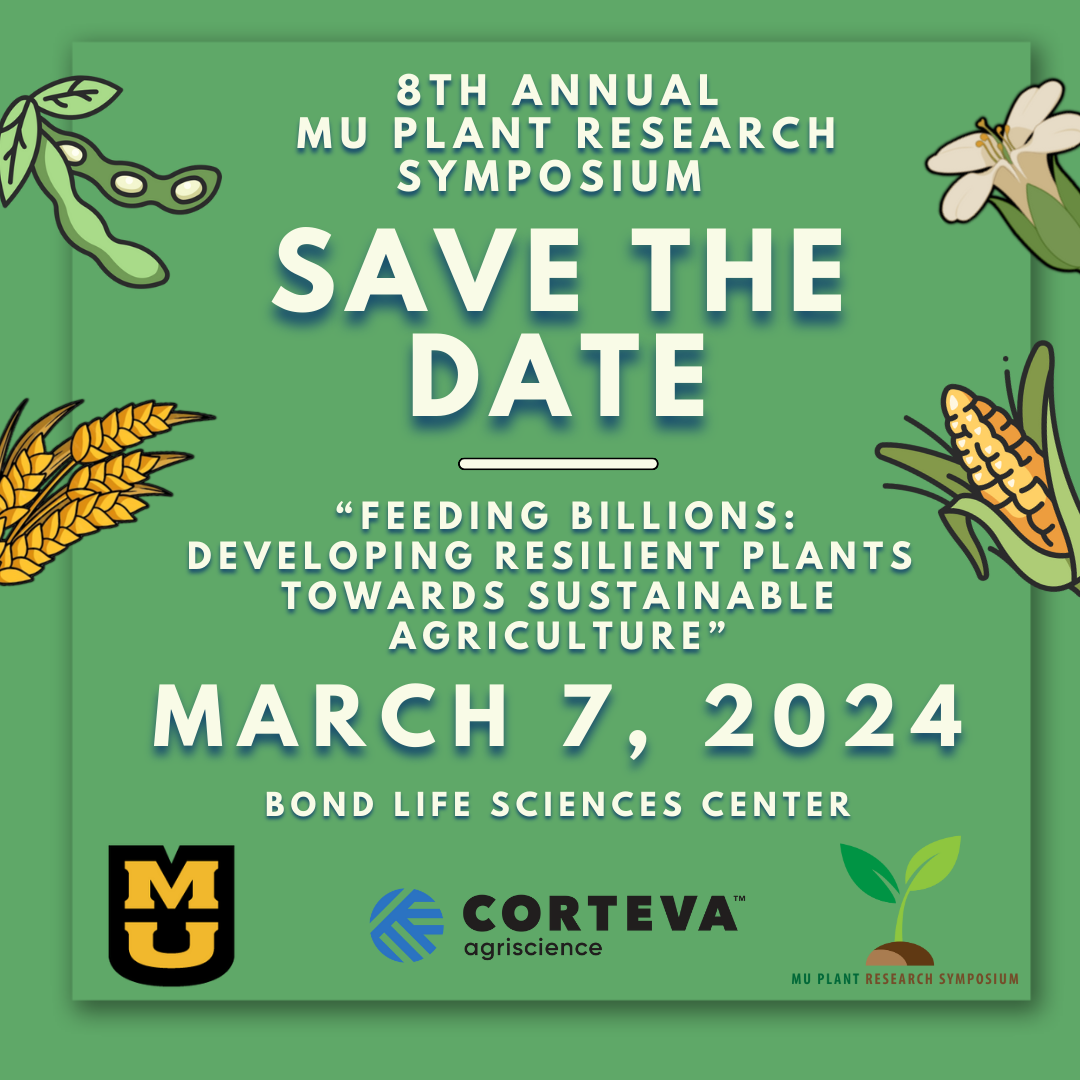 8TH ANNUAL
MU PLANT RESEARCH
SYMPOSIUM
SAVE THE
DATE
“FEEDING BILLIONS:
DEVELOPING RESILIENT PLANTS
TOWARDS SUSTAINABLE
AGRICULTURE”
MARCH 7, 2024
BOND LIFE SCIENCES CENTER
MU
CORTEVA™
agriscience
MU PLANT RESEARCH SYMPOSIUM